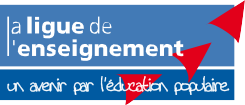 la ligue de
l'enseignement
un avenir par l'éducation populaire